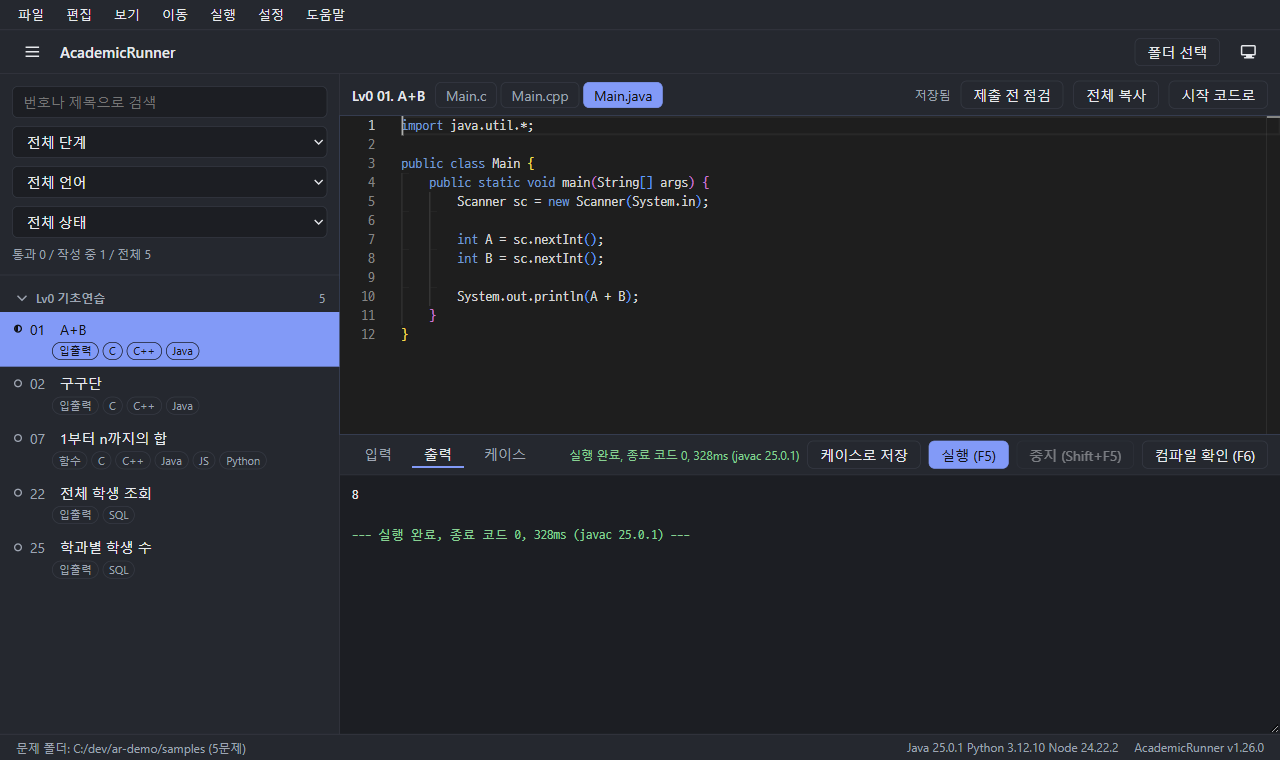 파일 편집 보기 이동 실행 설정 도움말
AcademicRunner 폴더 선택
번호나 제목으로 검색
전체 단계
전체 언어
전체 상태
통과 0 / 작성 중 1 / 전체 5
Lv0 기초연습 5
01 A+B
입출력 C C++ Java
02 구구단
입출력 C C++ Java
07 1부터 n까지의 합
함수 C C++ Java JS Python
22 전체 학생 조회
입출력 SQL
25 학과별 학생 수
입출력 SQL
Lv0 01. A+B Main.c Main.cpp Main.java 저장됨 제출 전 점검 전체 복사 시작 코드로
1 import java.util.*;
2
3 public class Main {
4     public static void main(String[] args) {
5         Scanner sc = new Scanner(System.in);
6
7         int A = sc.nextInt();
8         int B = sc.nextInt();
9
10         System.out.println(A + B);
11     }
12 }
입력 출력 케이스 실행 완료, 종료 코드 0, 328ms (javac 25.0.1) 케이스로 저장 실행 (F5) 중지 (Shift+F5) 컴파일 확인 (F6)
8
--- 실행 완료, 종료 코드 0, 328ms (javac 25.0.1) ---
문제 폴더: C:/dev/ar-demo/samples (5문제) Java 25.0.1 Python 3.12.10 Node 24.22.2 AcademicRunner v1.26.0